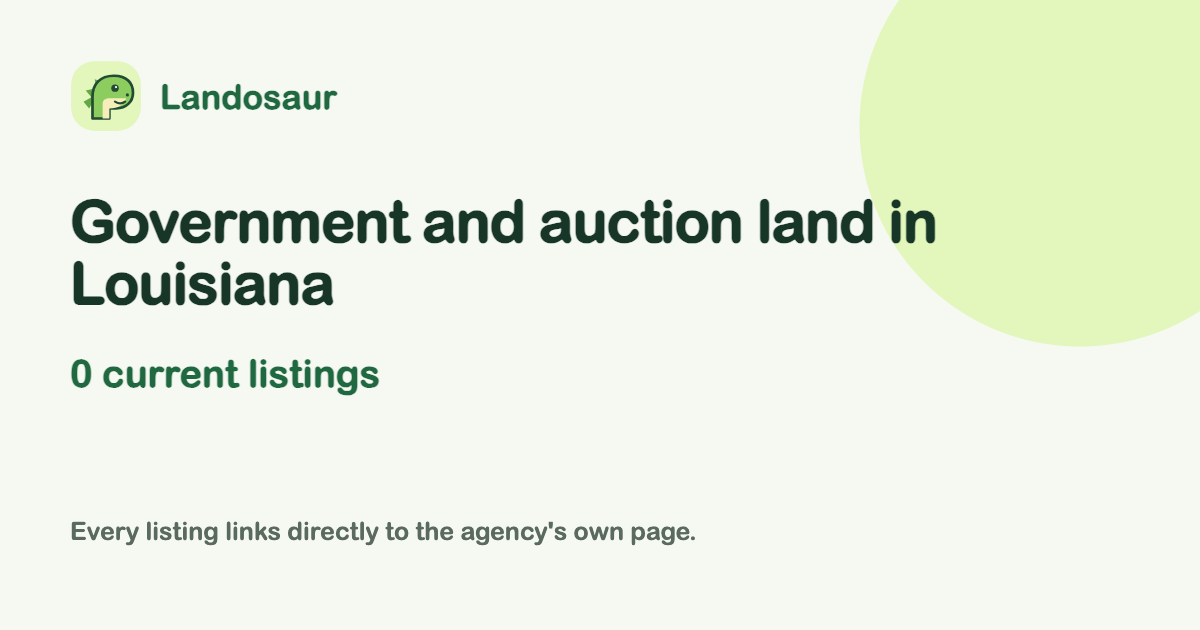 Landosaur
Government and auction land in
Louisiana
0 current listings
Every listing links directly to the agency's own page.